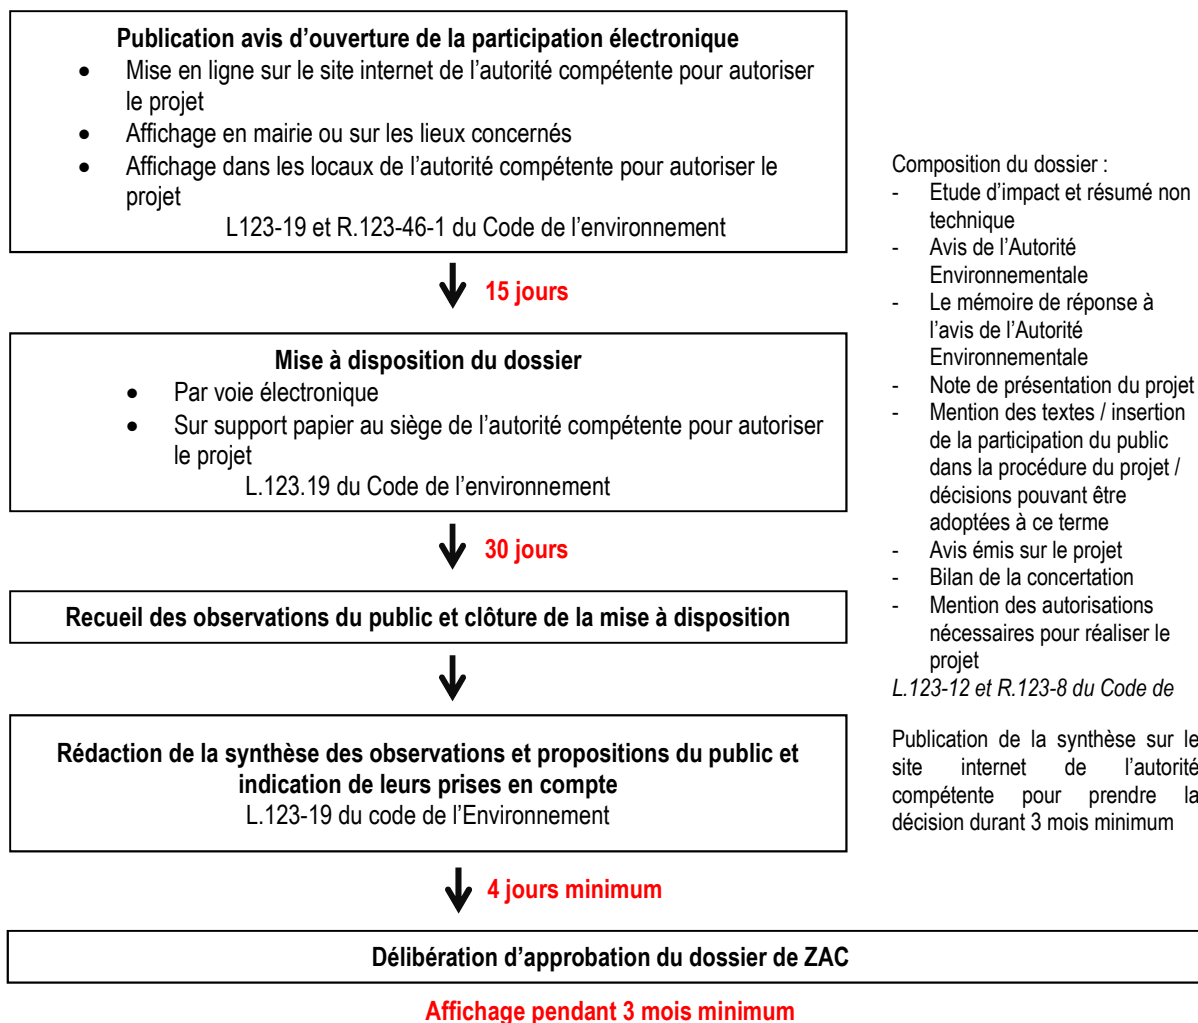 Publication avis d’ouverture de la participation électronique
• Mise en ligne sur le site internet de l’autorité compétente pour autoriser
le projet
• Affichage en mairie ou sur les lieux concernés
• Affichage dans les locaux de l’autorité compétente pour autoriser le
projet
L123-19 et R.123-46-1 du Code de l’environnement
15 jours
Mise à disposition du dossier
• Par voie électronique
• Sur support papier au siège de l’autorité compétente pour autoriser
le projet
L.123.19 du Code de l’environnement
30 jours
Recueil des observations du public et clôture de la mise à disposition
Rédaction de la synthèse des observations et propositions du public et
indication de leurs prises en compte
L.123-19 du code de l’Environnement
4 jours minimum
Délibération d’approbation du dossier de ZAC
Affichage pendant 3 mois minimum
Composition du dossier :
- Etude d’impact et résumé non
technique
- Avis de l’Autorité
Environnementale
- Le mémoire de réponse à
l’avis de l’Autorité
Environnementale
- Note de présentation du projet
- Mention des textes / insertion
de la participation du public
dans la procédure du projet /
décisions pouvant être
adoptées à ce terme
- Avis émis sur le projet
- Bilan de la concertation
- Mention des autorisations
nécessaires pour réaliser le
projet
L.123-12 et R.123-8 du Code de
Publication de la synthèse sur le
site internet de l’autorité
compétente pour prendre la
décision durant 3 mois minimum